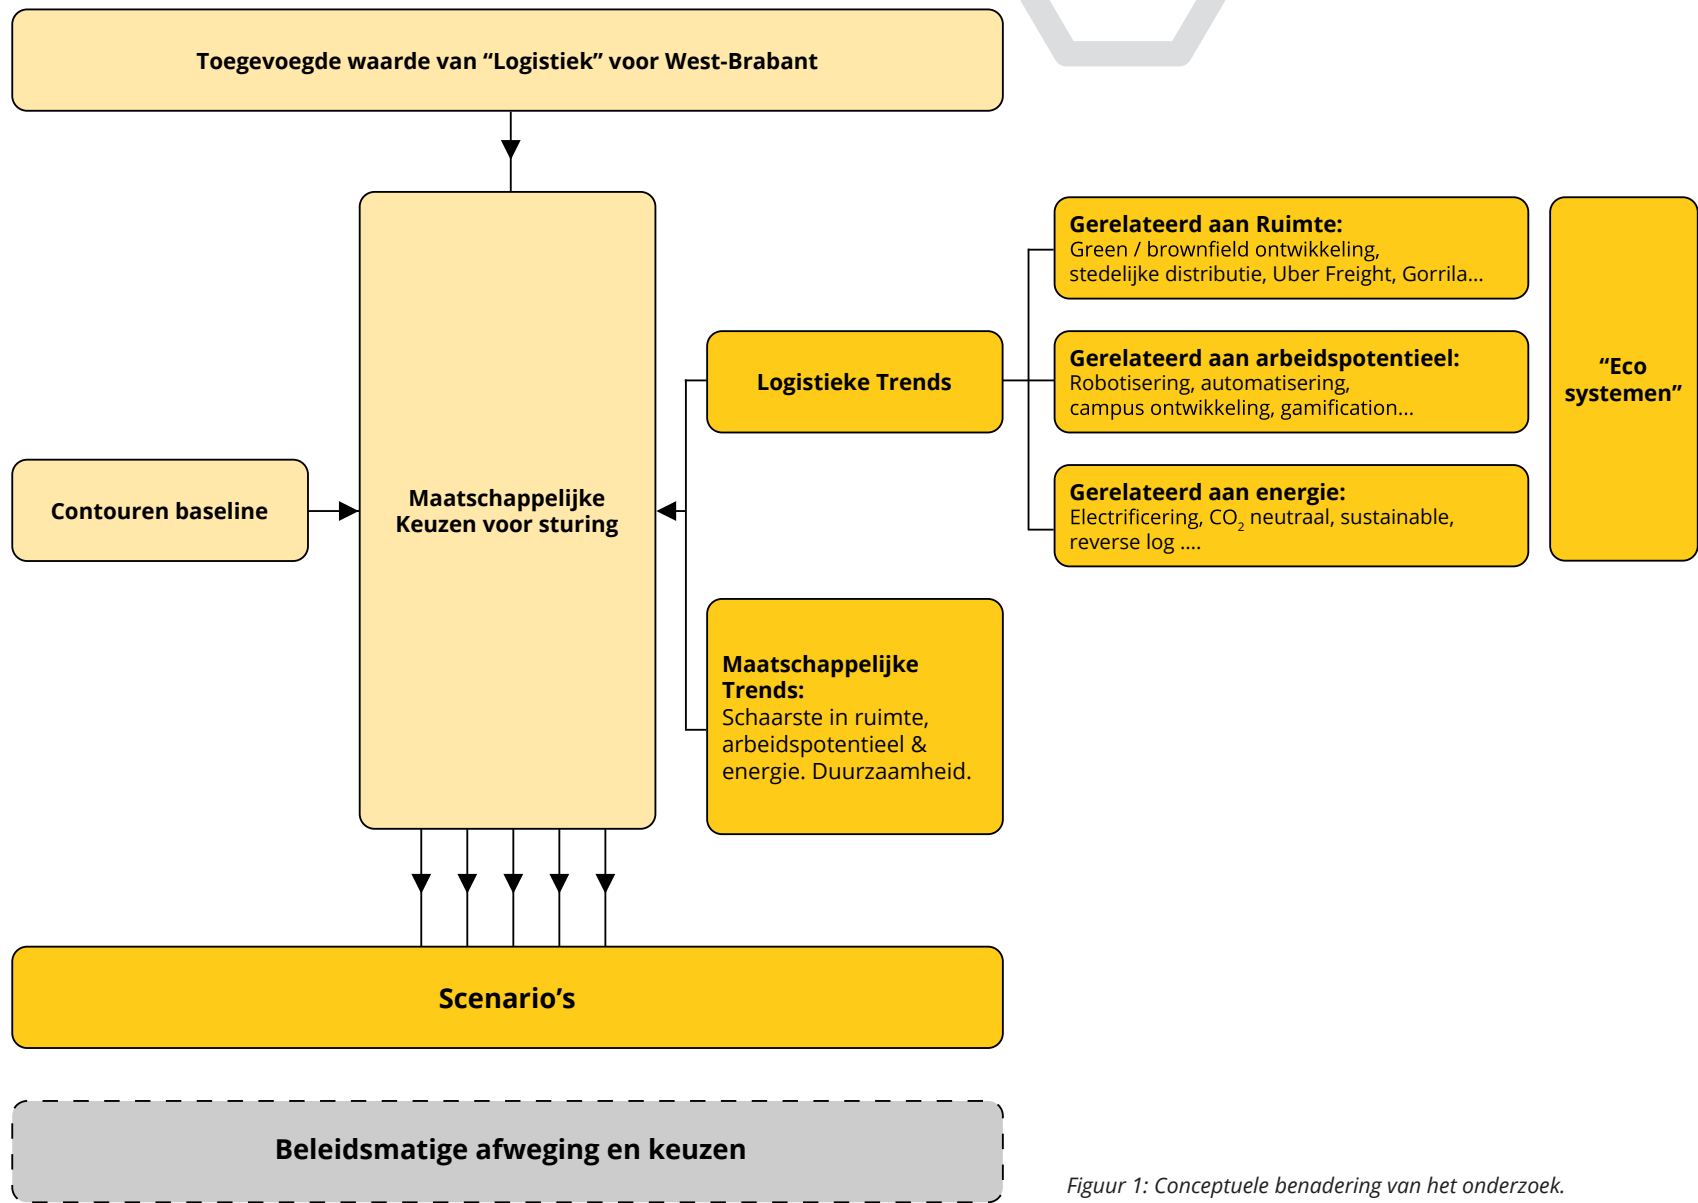 Toegevoegde waarde van “Logistiek” voor West-Brabant
Contouren baseline
Maatschappelijke
Keuzen voor sturing
Logistieke Trends
Maatschappelijke
Trends:
Schaarste in ruimte,
arbeidspotentieel &
energie. Duurzaamheid.
Gerelateerd aan Ruimte:
Green / brownfield ontwikkeling,
stedelijke distributie, Uber Freight, Gorrila...
Gerelateerd aan arbeidspotentieel:
Robotisering, automatisering,
campus ontwikkeling, gamification...
Gerelateerd aan energie:
Electrificering, CO₂ neutraal, sustainable,
reverse log ....
“Eco
systemen”
Scenario’s
Beleidsmatige afweging en keuzen
Figuur 1: Conceptuele benadering van het onderzoek.